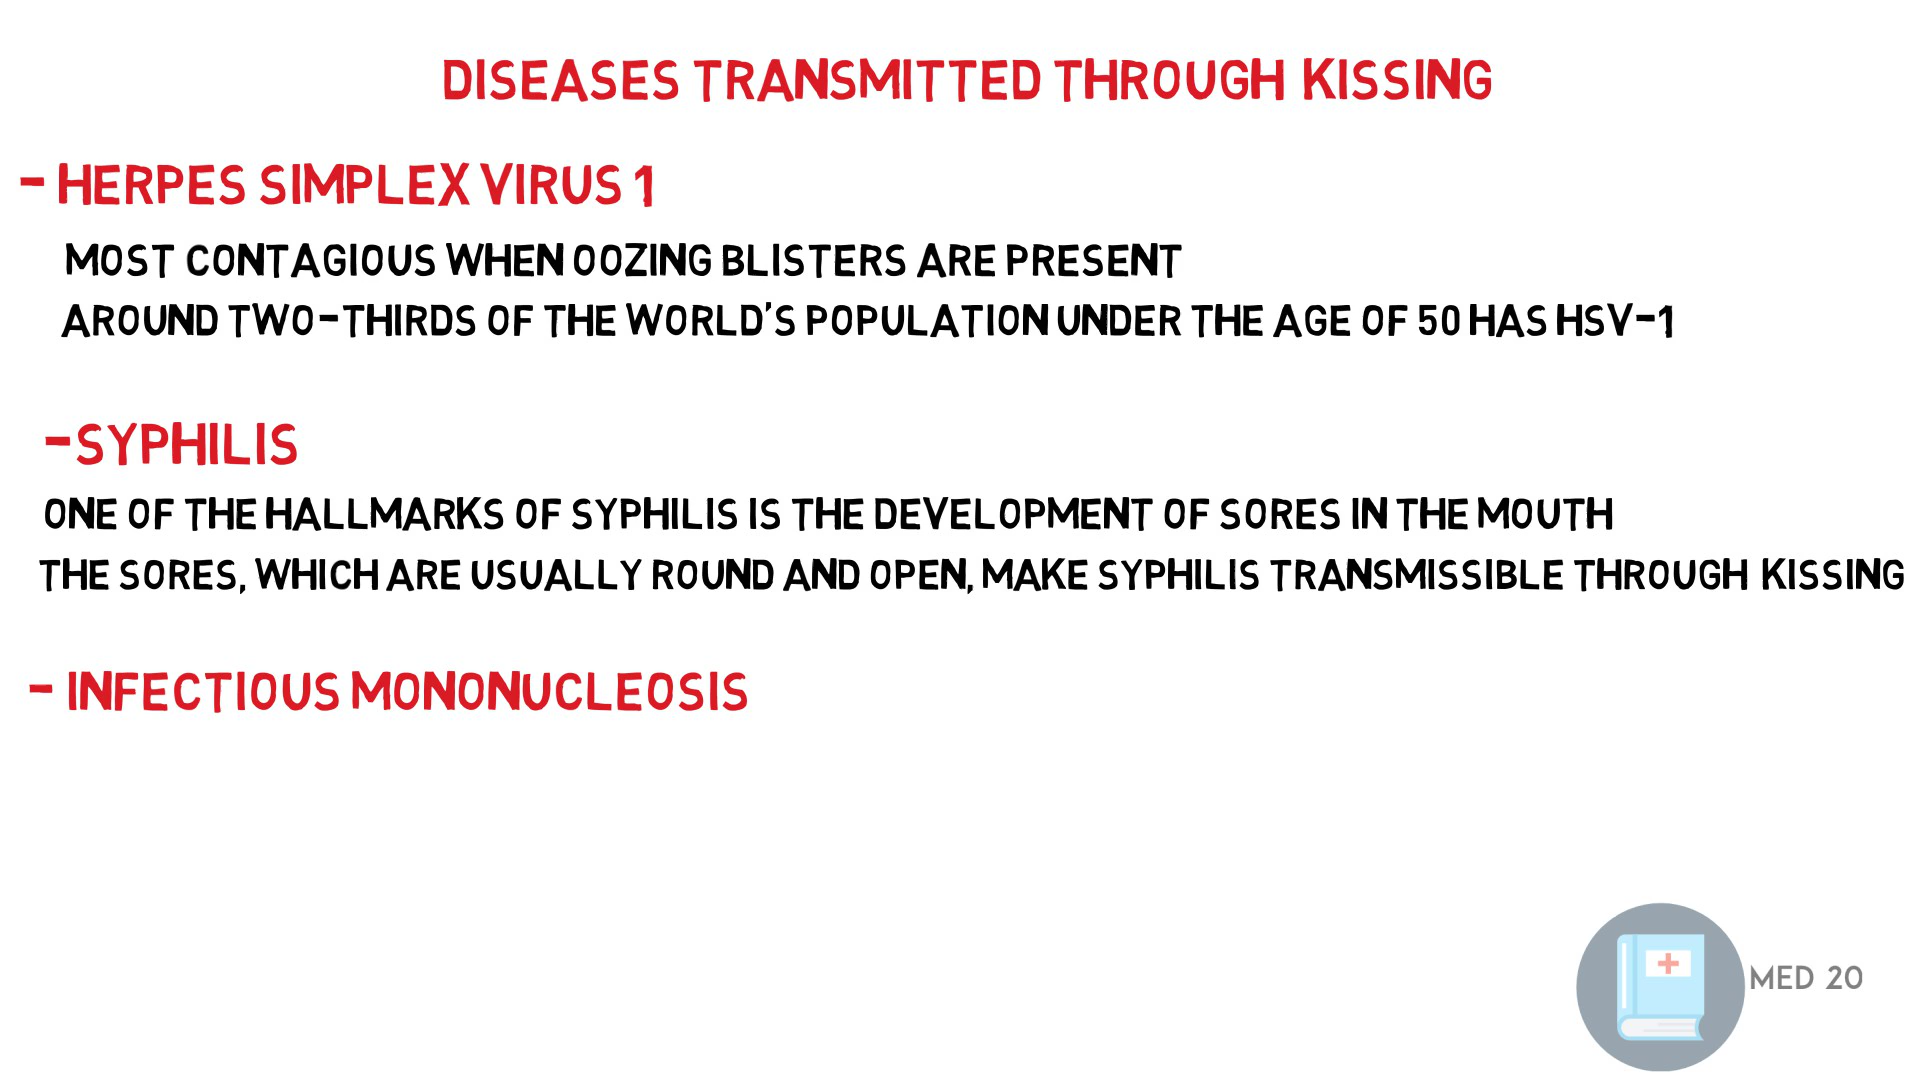 DISEASES TRANSMITTED THROUGH KISSING
- HERPES SIMPLEX VIRUS 1
MOST CONTAGIOUS WHEN OOZING BLISTERS ARE PRESENT
AROUND TWO-THIRDS OF THE WORLD'S POPULATION UNDER THE AGE OF 50 HAS HSV-1
-SYPHILIS
ONE OF THE HALLMARKS OF SYPHILIS IS THE DEVELOPMENT OF SORES IN THE MOUTH
THE SORES, WHICH ARE USUALLY ROUND AND OPEN, MAKE SYPHILIS TRANSMISSIBLE THROUGH KISSING
- INFECTIOUS MONONUCLEOSIS
MED 20